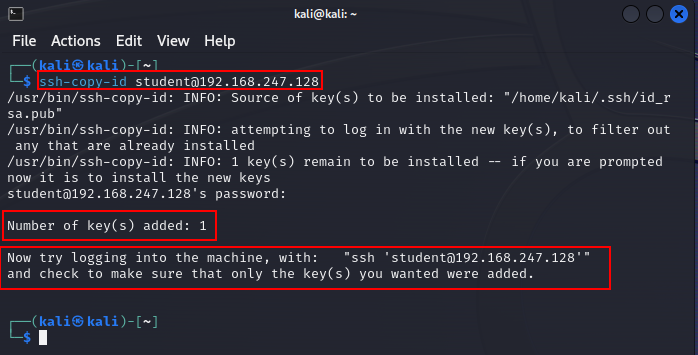 kali@kali: ~
File Actions Edit View Help
┌──(kali㉿kali)-[~]
└─$ ssh-copy-id student@192.168.247.128
/usr/bin/ssh-copy-id: INFO: Source of key(s) to be installed: "/home/kali/.ssh/id_r
sa.pub"
/usr/bin/ssh-copy-id: INFO: attempting to log in with the new key(s), to filter out
 any that are already installed
/usr/bin/ssh-copy-id: INFO: 1 key(s) remain to be installed -- if you are prompted
now it is to install the new keys
student@192.168.247.128's password:
Number of key(s) added: 1
Now try logging into the machine, with:   "ssh 'student@192.168.247.128'"
and check to make sure that only the key(s) you wanted were added.
┌──(kali㉿kali)-[~]
└─$